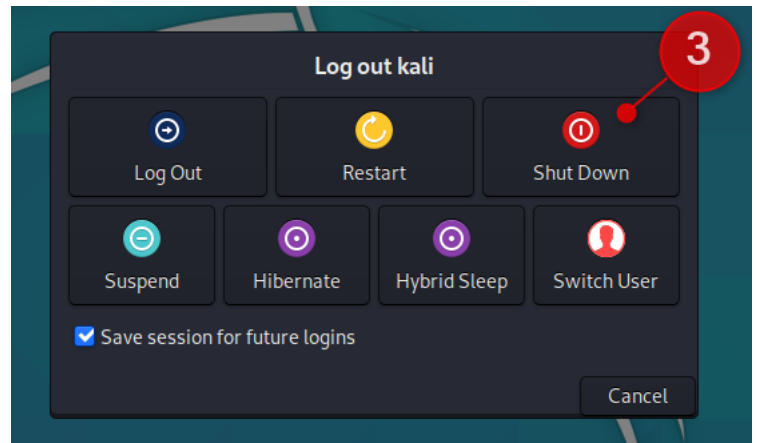 3
Log out kali
Log Out
Restart
Shut Down
Suspend
Hibernate
Hybrid Sleep
Switch User
Save session for future logins
Cancel